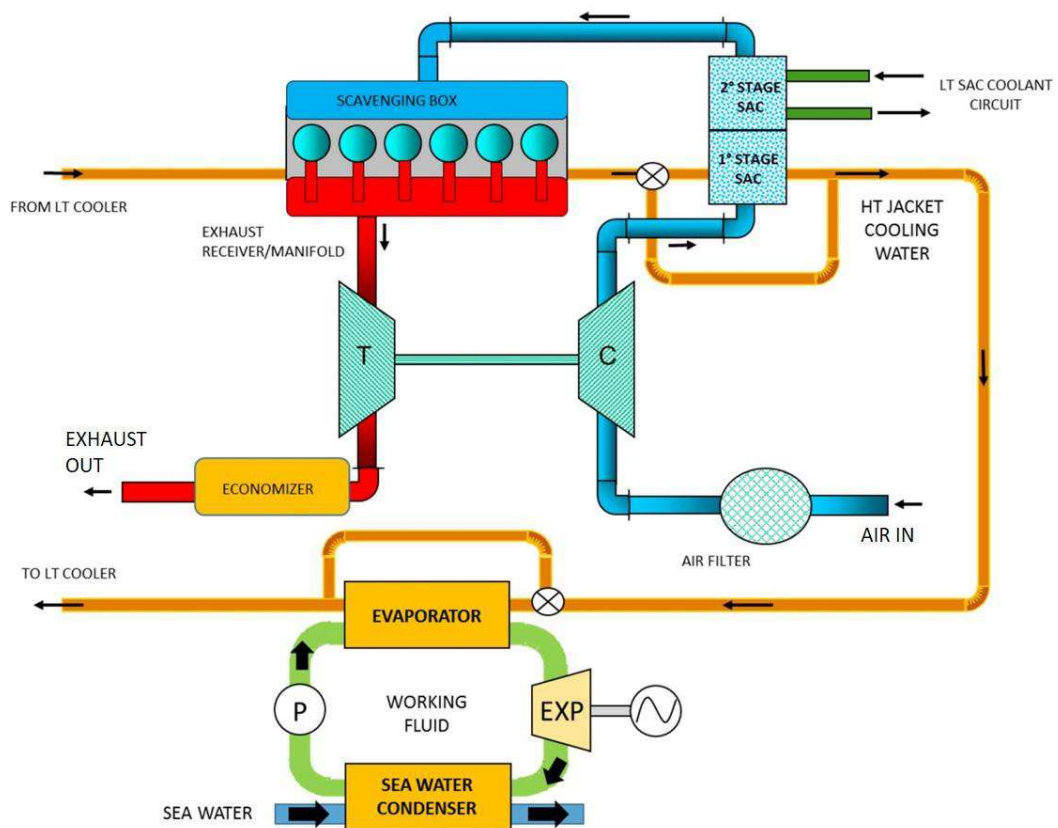 SCAVENGING BOX
2° STAGE
SAC
LT SAC COOLANT
CIRCUIT
1° STAGE
SAC
FROM LT COOLER
EXHAUST
RECEIVER/MANIFOLD
HT JACKET
COOLING
WATER
T
C
EXHAUST
OUT
ECONOMIZER
AIR IN
AIR FILTER
TO LT COOLER
EVAPORATOR
P
WORKING
FLUID
EXP
SEA WATER
CONDENSER
SEA WATER